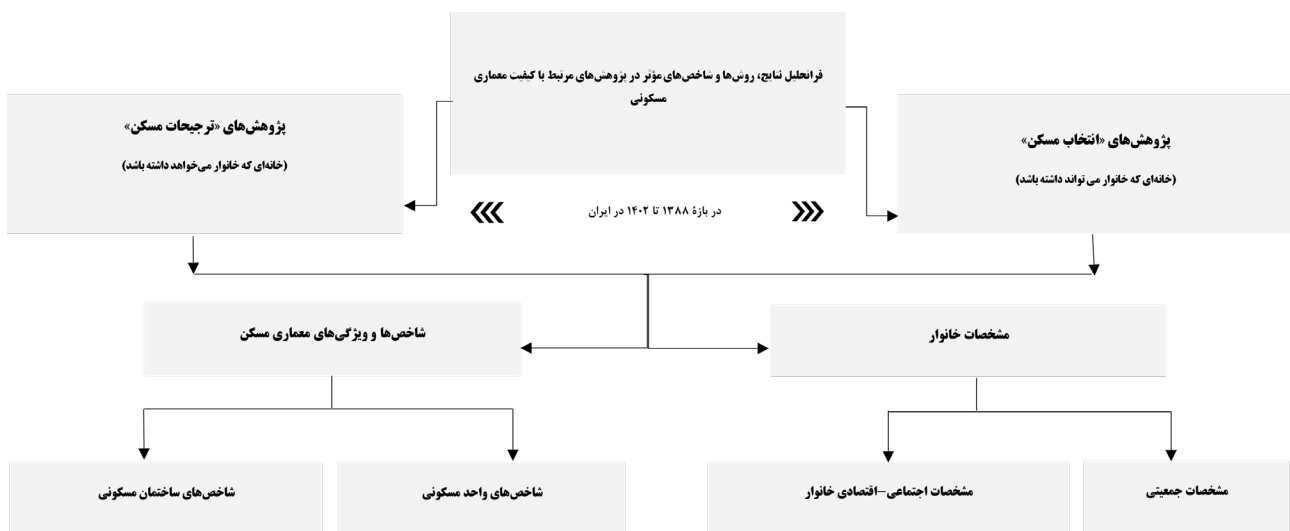 فراتحلیل نتایج، روش‌ها و شاخص‌های مؤثر در پژوهش‌های مرتبط با کیفیت معماری
مسکونی
پژوهش‌های «انتخاب مسکن»
(خانه‌ای که خانوار می تواند داشته باشد)
پژوهش‌های «ترجیحات مسکن»
(خانه‌ای که خانوار می‌خواهد داشته باشد)
در بازۀ ۱۳۸۸ تا ۱۴۰۲ در ایران
مشخصات خانوار
شاخص‌ها و ویژگی‌های معماری مسکن
مشخصات جمعیتی
مشخصات اجتماعی–اقتصادی خانوار
شاخص‌های واحد مسکونی
شاخص‌های ساختمان مسکونی